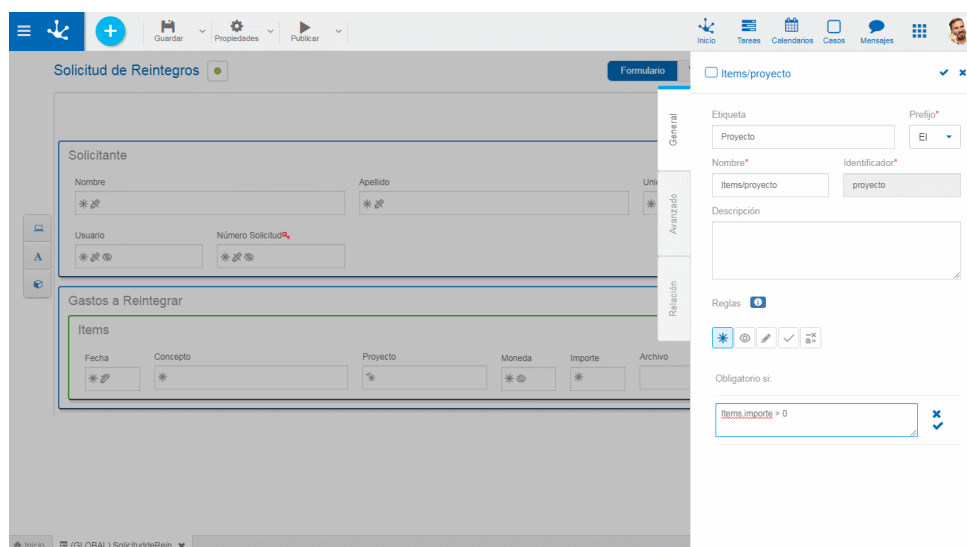 Guardar
Propiedades
Publicar
Inicio
Tareas
Calendarios
Casos
Mensajes
Solicitud de Reintegros
Formulario
Solicitante
Nombre
Apellido
Usuario
Número Solicitud
Gastos a Reintegrar
Items
Fecha
Concepto
Proyecto
Moneda
Importe
Archivo
General
Avanzado
Relación
Items/proyecto
Etiqueta
Prefijo*
Proyecto
El
Nombre*
Identificador*
Items/proyecto
proyecto
Descripción
Reglas
Obligatorio si:
Items.importe > 0
Inicio
(GLOBAL) SolicituddeRein